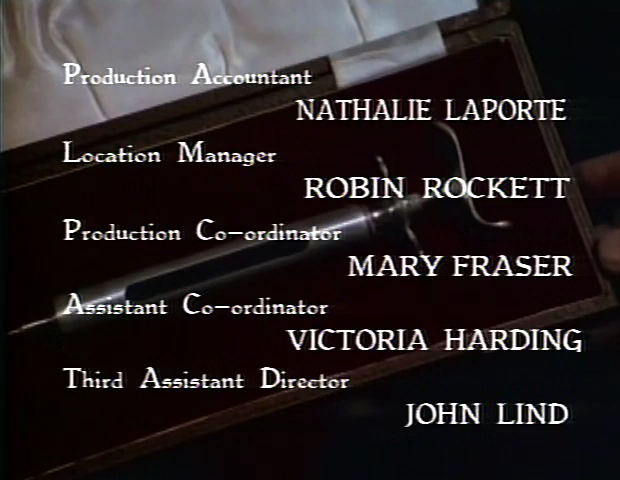 Production Accountant
NATHALIE LAPORTE
Location Manager
ROBIN ROCKETT
Production Co-ordinator
MARY FRASER
Assistant Co-ordinator
VICTORIA HARDING
Third Assistant Director
JOHN LIND